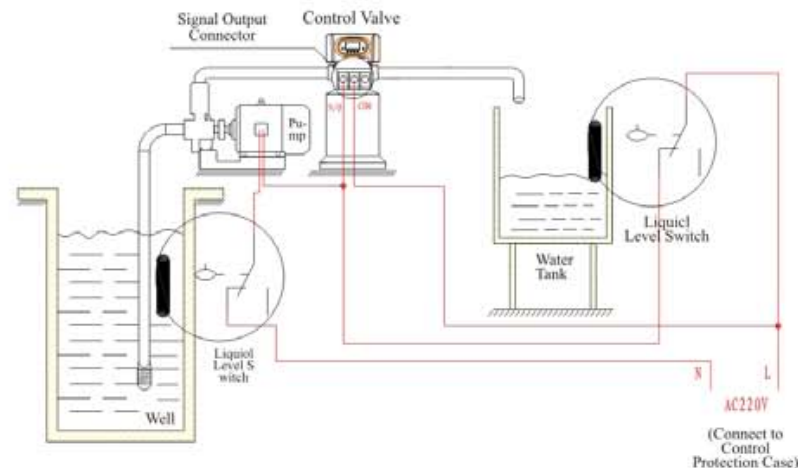 Signal Output
Connector
Control Valve
COM
Pu-
mp
Liquicl
Level Switch
Water
Tank
Liquiol
Level S
witch
Well
N
L
AC220V
(Connect to
Control
Protection Case)